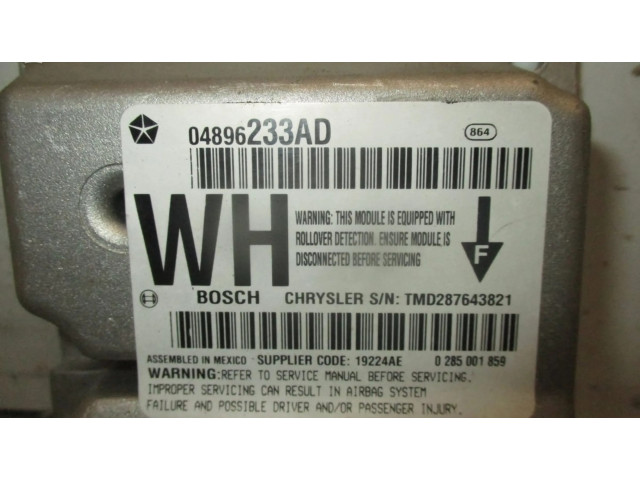 04896233AD
864
WH
WARNING: THIS MODULE IS EQUIPPED WITH
ROLLOVER DETECTION. ENSURE MODULE IS
DISCONNECTED BEFORE SERVICING
F
BOSCH CHRYSLER S/N: TMD287643821
ASSEMBLED IN MEXICO SUPPLIER CODE: 19224AE 0 285 001 859
WARNING: REFER TO SERVICE MANUAL BEFORE SERVICING.
IMPROPER SERVICING CAN RESULT IN AIRBAG SYSTEM
FAILURE AND POSSIBLE DRIVER AND/OR PASSENGER INJURY.